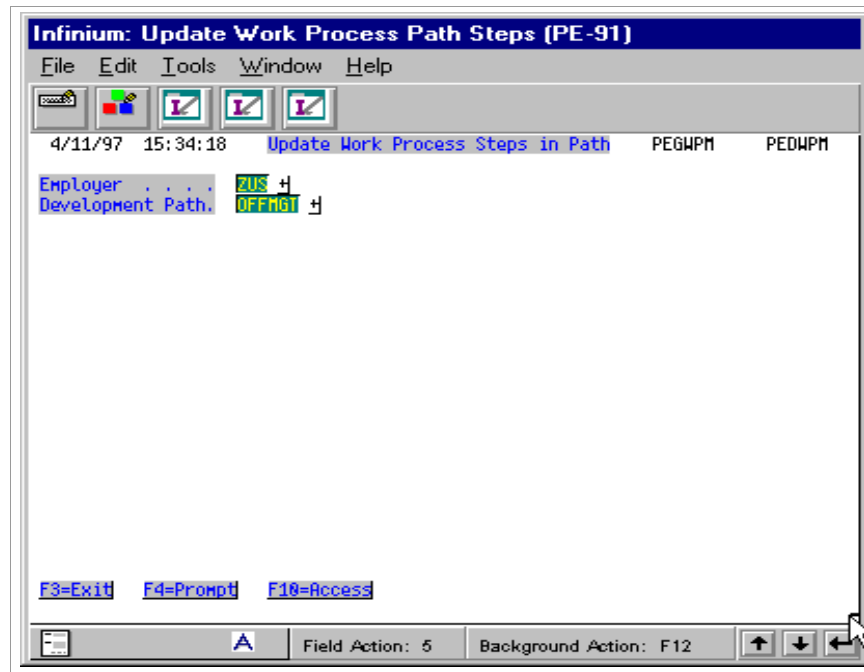 Infinium: Update Work Process Path Steps (PE-91)
File Edit Tools Window Help
4/11/97 15:34:18 Update Work Process Steps in Path PEGWPM PEDWPM
Employer . . . . ZUS +
Development Path. OFFMGT +
F3=Exit F4=Prompt F10=Access
A Field Action: 5 Background Action: F12